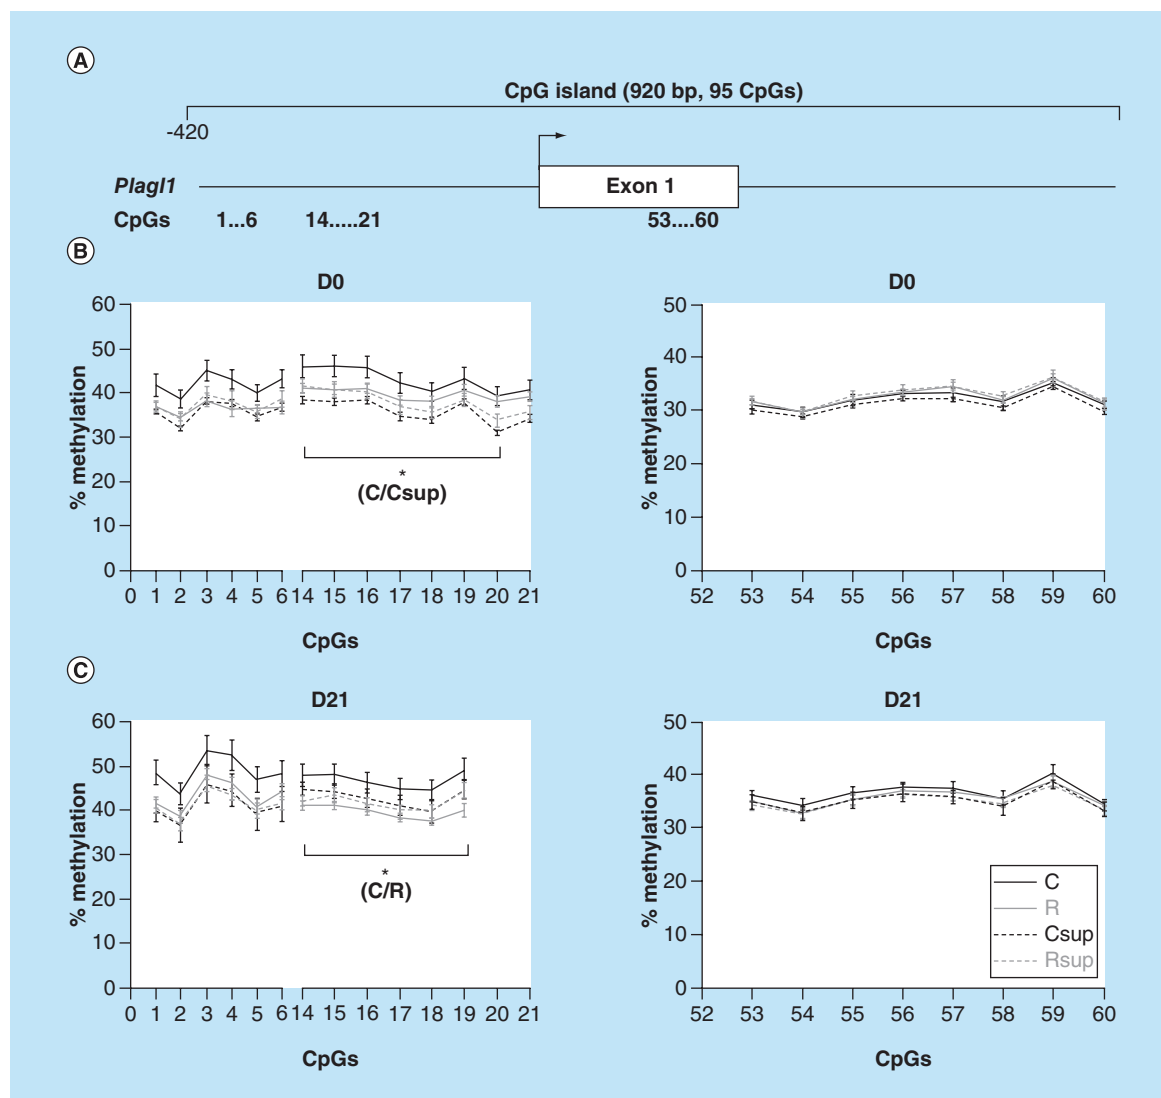 A
CpG island (920 bp, 95 CpGs)
-420
Plagl1
Exon 1
CpGs 1...6 14.....21 53....60
B
D0
60
50
40
30
20
10
0
% methylation
*
(C/Csup)
0 1 2 3 4 5 6 14 15 16 17 18 19 20 21
CpGs
D0
50
40
30
20
10
0
% methylation
52 53 54 55 56 57 58 59 60
CpGs
C
D21
60
50
40
30
20
10
0
% methylation
*
(C/R)
0 1 2 3 4 5 6 14 15 16 17 18 19 20 21
CpGs
D21
50
40
30
20
10
0
% methylation
C
R
Csup
Rsup
52 53 54 55 56 57 58 59 60
CpGs